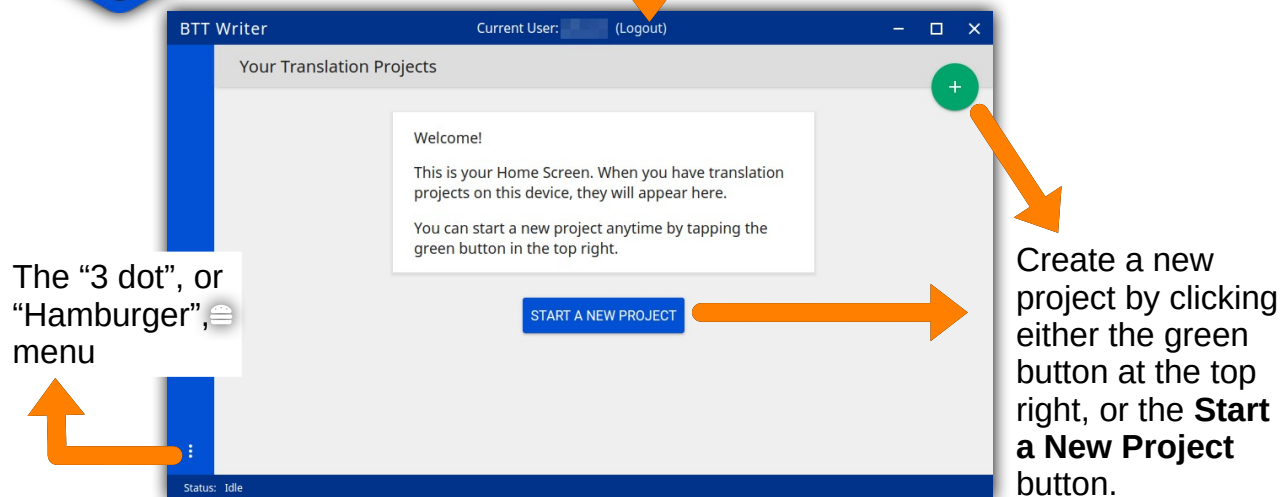 BTT Writer
Current User: (Logout)
Your Translation Projects
Welcome!
This is your Home Screen. When you have translation
projects on this device, they will appear here.
You can start a new project anytime by tapping the
green button in the top right.
START A NEW PROJECT
Status: Idle
The “3 dot”, or
“Hamburger”,
menu
Create a new
project by clicking
either the green
button at the top
right, or the Start
a New Project
button.